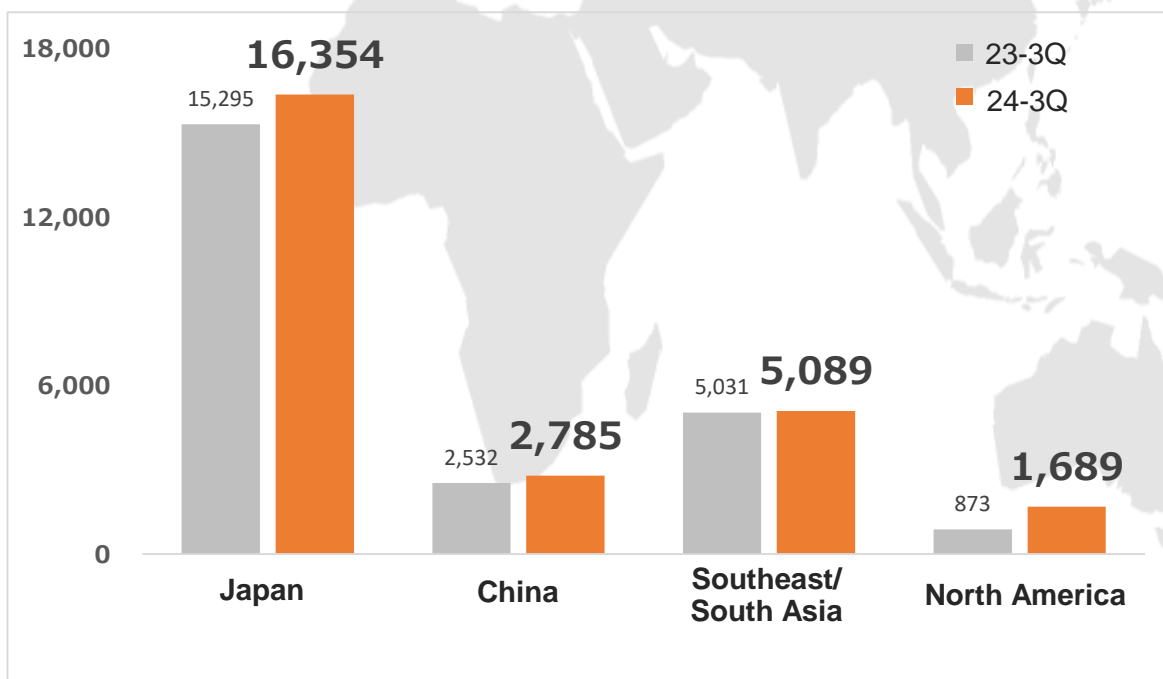 18,000
12,000
6,000
0
23-3Q
24-3Q
15,295
16,354
2,532
2,785
5,031
5,089
873
1,689
Japan
China
Southeast/
South Asia
North America